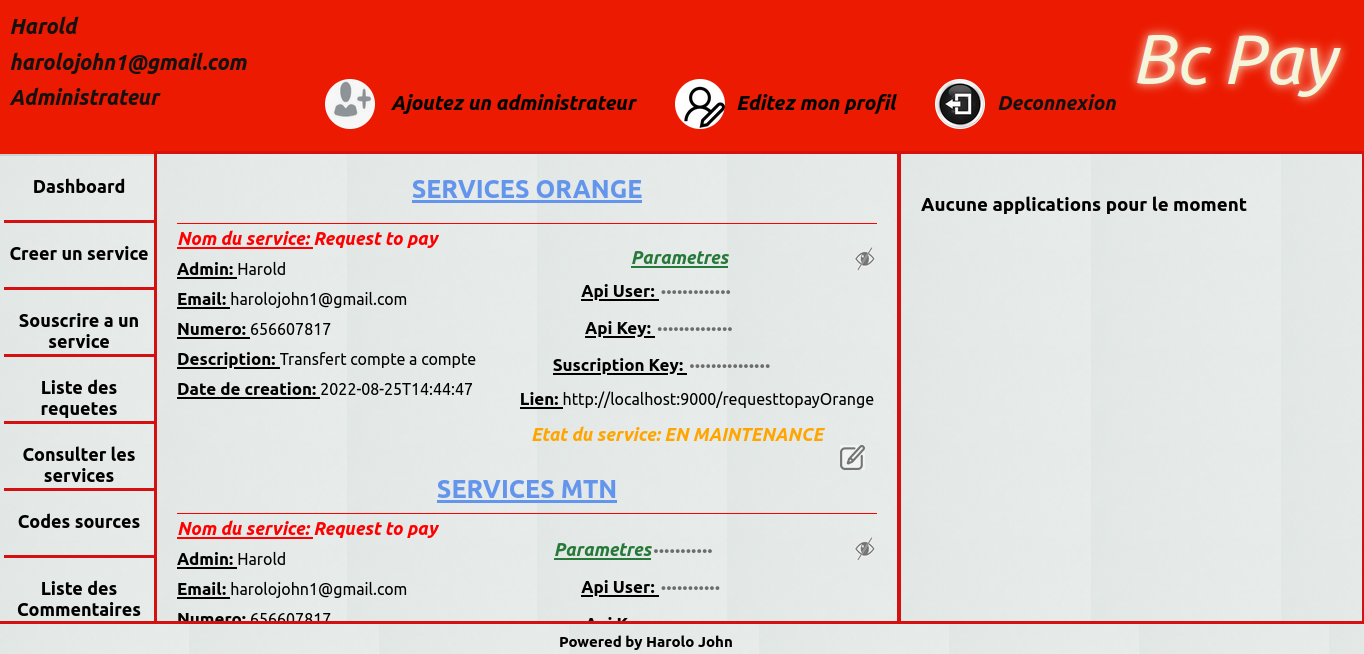 Harold
harolojohn1@gmail.com
Administrateur
Ajoutez un administrateur
Editez mon profil
Deconnexion
Bc Pay
Dashboard
Creer un service
Souscrire a un
service
Liste des
requetes
Consulter les
services
Codes sources
Liste des
Commentaires
SERVICES ORANGE
Nom du service: Request to pay
Admin: Harold
Email: harolojohn1@gmail.com
Numero: 656607817
Description: Transfert compte a compte
Date de creation: 2022-08-25T14:44:47
Parametres
Api User: •••••••••••••
Api Key: ••••••••••••••
Suscription Key: •••••••••••••••
Lien: http://localhost:9000/requesttopayOrange
Etat du service: EN MAINTENANCE
SERVICES MTN
Nom du service: Request to pay
Admin: Harold
Email: harolojohn1@gmail.com
Numero: 656607817
Parametres •••••••••••
Api User: •••••••••••
Aucune applications pour le moment
Powered by Harolo John